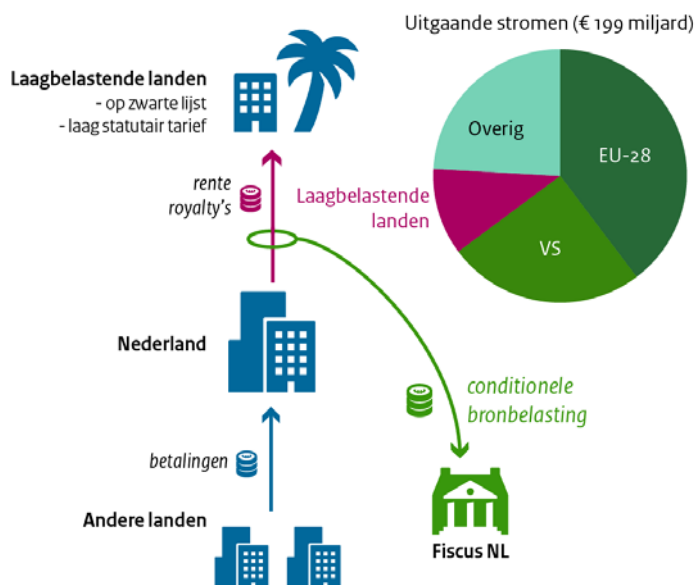 Uitgaande stromen (€ 199 miljard)
Laagbelastende landen
- op zwarte lijst
- laag statutair tarief
Overig
EU-28
rente
royalty's
Laagbelastende
landen
VS
Nederland
conditionele
bronbelasting
betalingen
Andere landen
Fiscus NL